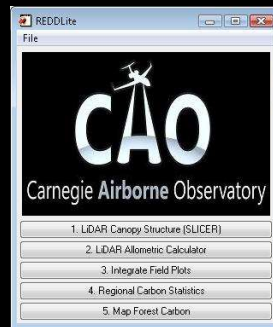 REDDLite
File
CAO
Carnegie Airborne Observatory
1. LiDAR Canopy Structure (SLICER)
2. LiDAR Allometric Calculator
3. Integrate Field Plots
4. Regional Carbon Statistics
5. Map Forest Carbon